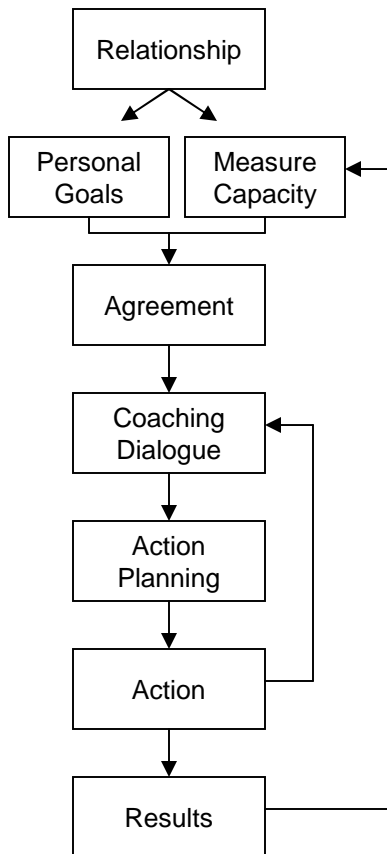 Relationship
Personal
Goals
Measure
Capacity
Agreement
Coaching
Dialogue
Action
Planning
Action
Results